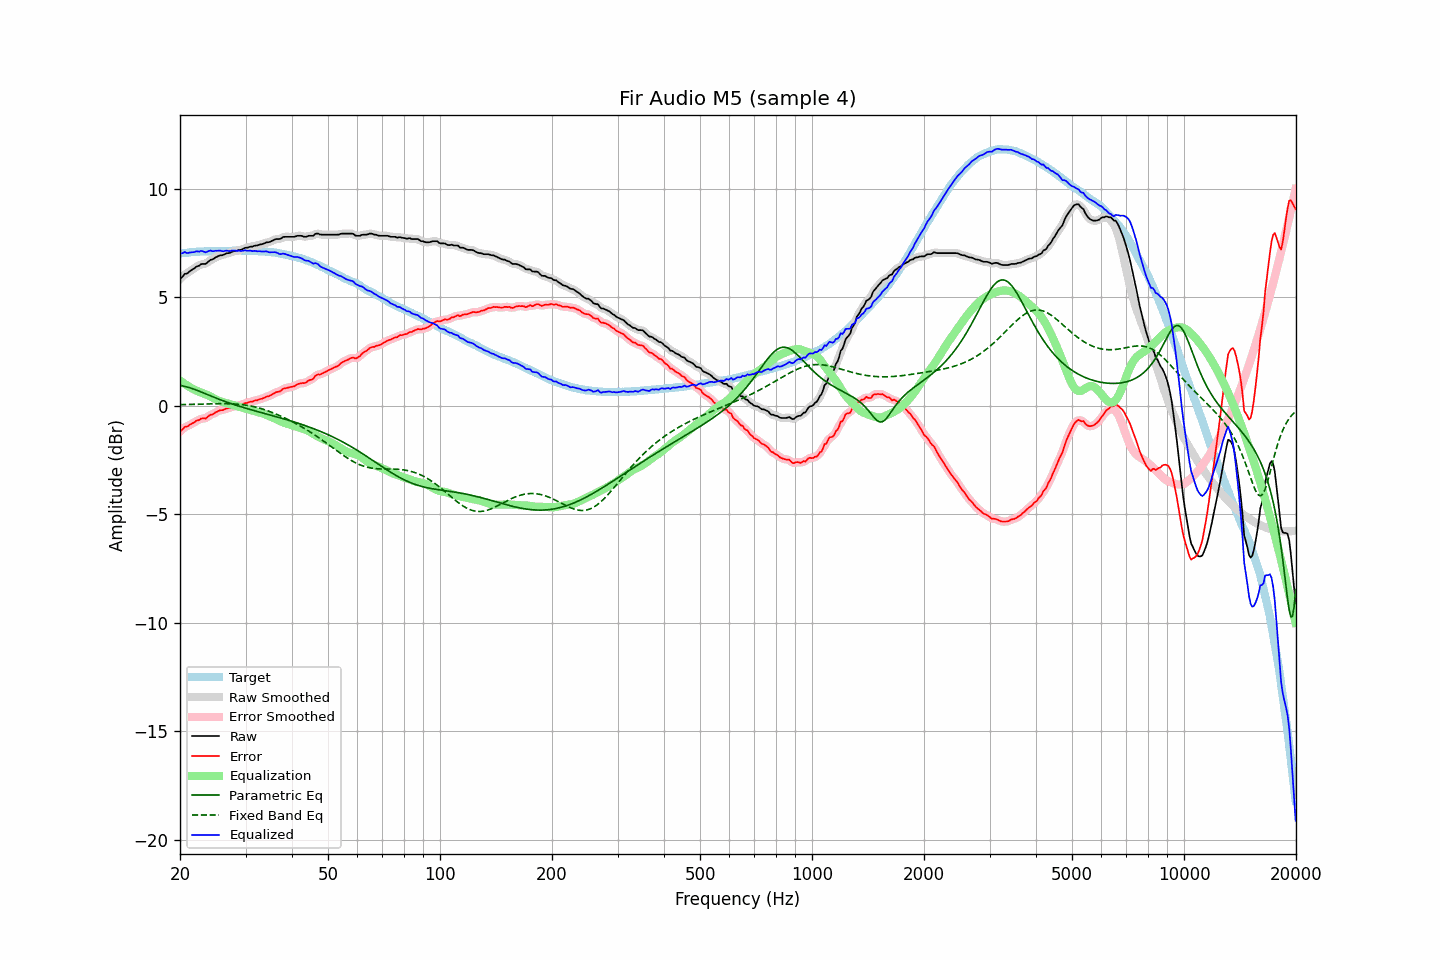 Fir Audio M5 (sample 4)
Amplitude (dBr)
10
5
0
−5
−10
−15
−20
Target
Raw Smoothed
Error Smoothed
Raw
Error
Equalization
Parametric Eq
Fixed Band Eq
Equalized
20
50
100
200
500
1000
2000
5000
10000
20000
Frequency (Hz)